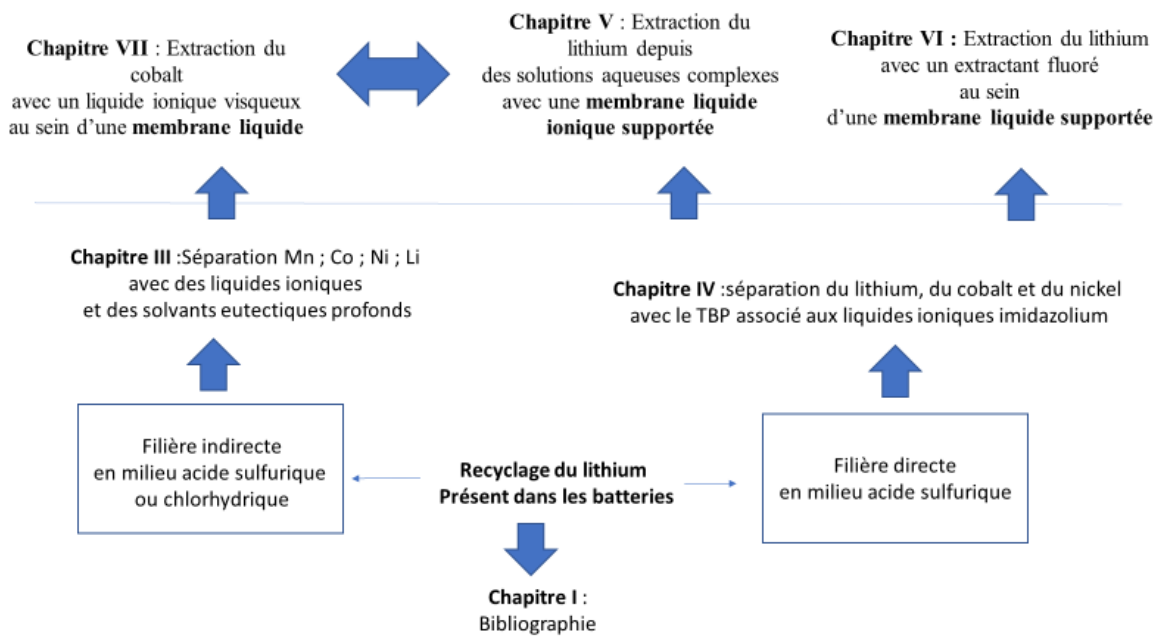 Chapitre VII : Extraction du
cobalt
avec un liquide ionique visqueux
au sein d’une membrane liquide
Chapitre V : Extraction du
lithium depuis
des solutions aqueuses complexes
avec une membrane liquide
ionique supportée
Chapitre VI : Extraction du lithium
avec un extractant fluoré
au sein
d’une membrane liquide supportée
Chapitre III :Séparation Mn ; Co ; Ni ; Li
avec des liquides ioniques
et des solvants eutectiques profonds
Chapitre IV :séparation du lithium, du cobalt et du nickel
avec le TBP associé aux liquides ioniques imidazolium
Filière indirecte
en milieu acide sulfurique
ou chlorhydrique
Recyclage du lithium
Présent dans les batteries
Filière directe
en milieu acide sulfurique
Chapitre I :
Bibliographie